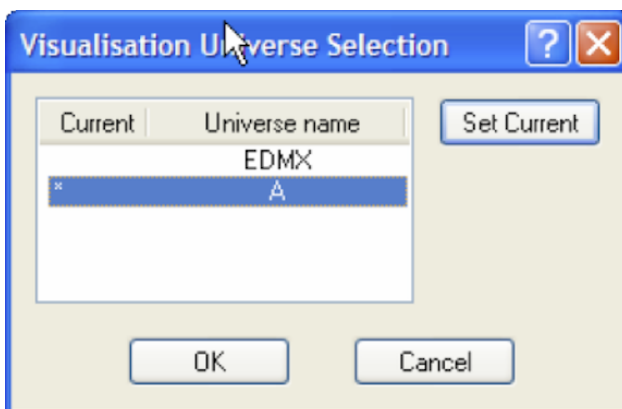 Visualisation Universe Selection ?
Current Universe name Set Current
EDMX
* A
OK Cancel